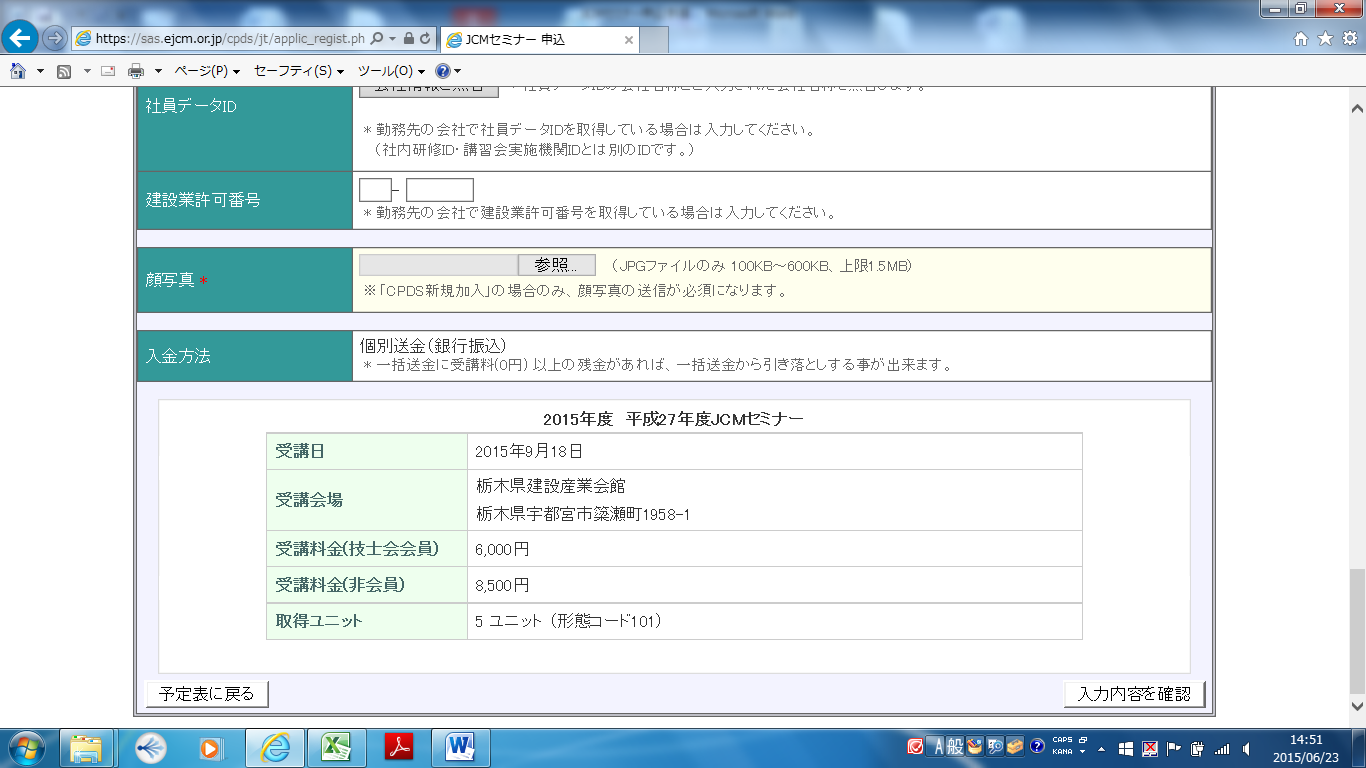 https://sas.ejcm.or.jp/cpds/jt/applic_regist.ph
JCMセミナー 申込
ページ(P)
セーフティ(S)
ツール(O)
社員データID
*勤務先の会社で社員データIDを取得している場合は入力してください。
(社内研修ID・講習会実施機関IDとは別のIDです。)
建設業許可番号
-
*勤務先の会社で建設業許可番号を取得している場合は入力してください。
顔写真 *
参照...
(JPGファイルのみ 100KB～600KB、上限1.5MB)
※「CPDS新規加入」の場合のみ、顔写真の送信が必須になります。
入金方法
個別送金(銀行振込)
*一括送金に受講料(0円)以上の残金があれば、一括送金から引き落としする事が出来ます。
2015年度 平成27年度JCMセミナー
受講日
2015年9月18日
受講会場
栃木県建設産業会館
栃木県宇都宮市簗瀬町1958-1
受講料金(技士会会員)
6,000円
受講料金(非会員)
8,500円
取得ユニット
5 ユニット (形態コード101)
予定表に戻る
入力内容を確認
A 般
CAPS
KANA
14:51
2015/06/23